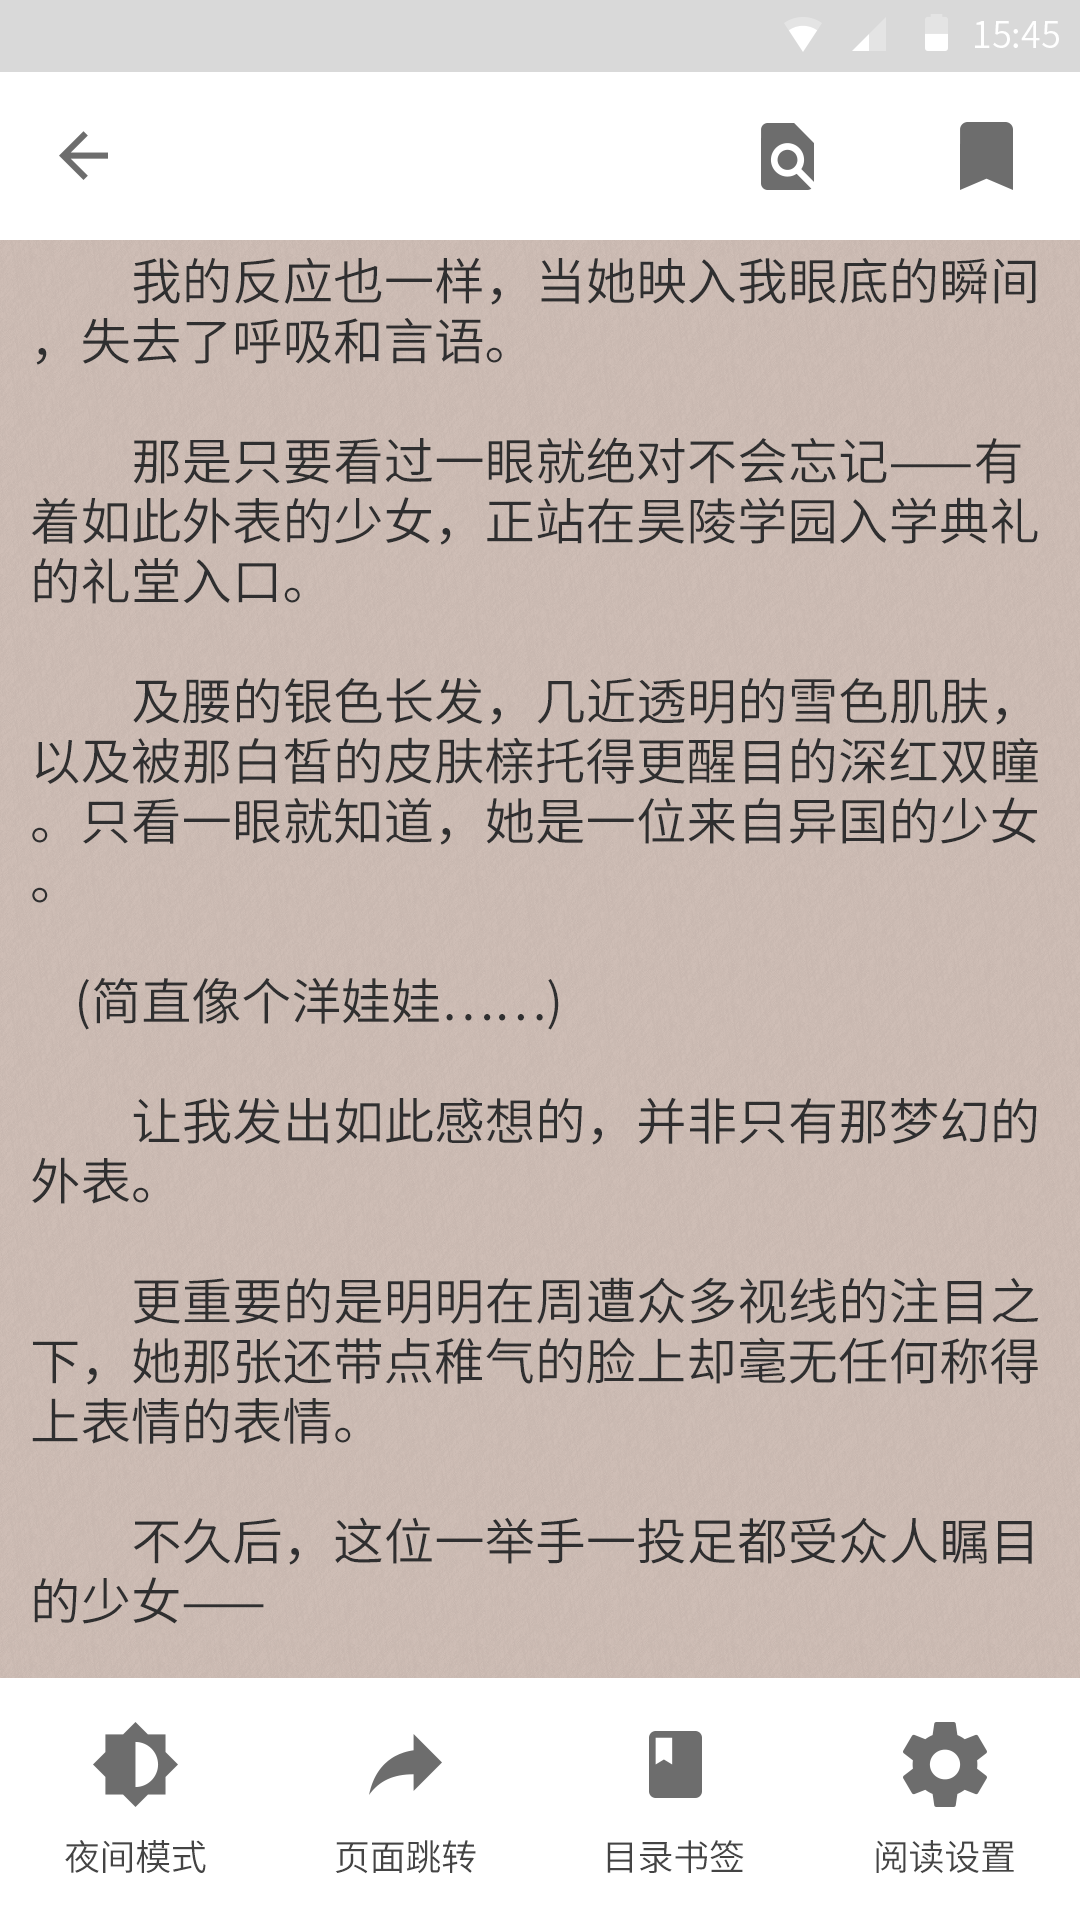 15:45
我的反应也一样，当她映入我眼底的瞬间
，失去了呼吸和言语。
那是只要看过一眼就绝对不会忘记——有
着如此外表的少女，正站在昊陵学园入学典礼
的礼堂入口。
及腰的银色长发，几近透明的雪色肌肤，
以及被那白皙的皮肤榇托得更醒目的深红双瞳
。只看一眼就知道，她是一位来自异国的少女
。
(简直像个洋娃娃……)
让我发出如此感想的，并非只有那梦幻的
外表。
更重要的是明明在周遭众多视线的注目之
下，她那张还带点稚气的脸上却毫无任何称得
上表情的表情。
不久后，这位一举手一投足都受众人瞩目
的少女——
夜间模式 页面跳转 目录书签 阅读设置